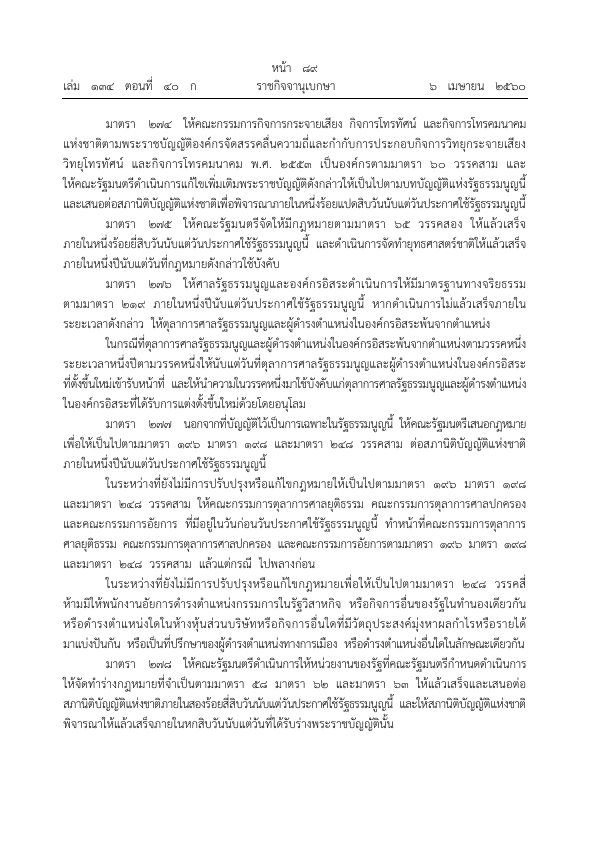 หน้า ๘๙
เล่ม ๑๓๔ ตอนที่ ๔๐ ก ราชกิจจานุเบกษา ๖ เมษายน ๒๕๖๐
มาตรา ๒๗๔ ให้คณะกรรมการกิจการกระจายเสียง กิจการโทรทัศน์ และกิจการโทรคมนาคม
แห่งชาติตามพระราชบัญญัติองค์กรจัดสรรคลื่นความถี่และกำกับการประกอบกิจการวิทยุกระจายเสียง
วิทยุโทรทัศน์ และกิจการโทรคมนาคม พ.ศ. ๒๕๕๓ เป็นองค์กรตามมาตรา ๖๐ วรรคสาม และ
ให้คณะรัฐมนตรีดำเนินการแก้ไขเพิ่มเติมพระราชบัญญัติดังกล่าวให้เป็นไปตามบทบัญญัติแห่งรัฐธรรมนูญนี้
และเสนอต่อสภานิติบัญญัติแห่งชาติเพื่อพิจารณาภายในหนึ่งร้อยแปดสิบวันนับแต่วันประกาศใช้รัฐธรรมนูญนี้
มาตรา ๒๗๕ ให้คณะรัฐมนตรีจัดให้มีกฎหมายตามมาตรา ๖๕ วรรคสอง ให้แล้วเสร็จ
ภายในหนึ่งร้อยยี่สิบวันนับแต่วันประกาศใช้รัฐธรรมนูญนี้ และดำเนินการจัดทำยุทธศาสตร์ชาติให้แล้วเสร็จ
ภายในหนึ่งปีนับแต่วันที่กฎหมายดังกล่าวใช้บังคับ
มาตรา ๒๗๖ ให้ศาลรัฐธรรมนูญและองค์กรอิสระดำเนินการให้มีมาตรฐานทางจริยธรรม
ตามมาตรา ๒๑๙ ภายในหนึ่งปีนับแต่วันประกาศใช้รัฐธรรมนูญนี้ หากดำเนินการไม่แล้วเสร็จภายใน
ระยะเวลาดังกล่าว ให้ตุลาการศาลรัฐธรรมนูญและผู้ดำรงตำแหน่งในองค์กรอิสระพ้นจากตำแหน่ง
ในกรณีที่ตุลาการศาลรัฐธรรมนูญและผู้ดำรงตำแหน่งในองค์กรอิสระพ้นจากตำแหน่งตามวรรคหนึ่ง
ระยะเวลาหนึ่งปีตามวรรคหนึ่งให้นับแต่วันที่ตุลาการศาลรัฐธรรมนูญและผู้ดำรงตำแหน่งในองค์กรอิสระ
ที่ตั้งขึ้นใหม่เข้ารับหน้าที่ และให้นำความในวรรคหนึ่งมาใช้บังคับแก่ตุลาการศาลรัฐธรรมนูญและผู้ดำรงตำแหน่ง
ในองค์กรอิสระที่ได้รับการแต่งตั้งขึ้นใหม่ด้วยโดยอนุโลม
มาตรา ๒๗๗ นอกจากที่บัญญัติไว้เป็นการเฉพาะในรัฐธรรมนูญนี้ ให้คณะรัฐมนตรีเสนอกฎหมาย
เพื่อให้เป็นไปตามมาตรา ๑๙๖ มาตรา ๑๙๘ และมาตรา ๒๔๘ วรรคสาม ต่อสภานิติบัญญัติแห่งชาติ
ภายในหนึ่งปีนับแต่วันประกาศใช้รัฐธรรมนูญนี้
ในระหว่างที่ยังไม่มีการปรับปรุงหรือแก้ไขกฎหมายให้เป็นไปตามมาตรา ๑๙๖ มาตรา ๑๙๘
และมาตรา ๒๔๘ วรรคสาม ให้คณะกรรมการตุลาการศาลยุติธรรม คณะกรรมการตุลาการศาลปกครอง
และคณะกรรมการอัยการ ที่มีอยู่ในวันก่อนวันประกาศใช้รัฐธรรมนูญนี้ ทำหน้าที่คณะกรรมการตุลาการ
ศาลยุติธรรม คณะกรรมการตุลาการศาลปกครอง และคณะกรรมการอัยการตามมาตรา ๑๙๖ มาตรา ๑๙๘
และมาตรา ๒๔๘ วรรคสาม แล้วแต่กรณี ไปพลางก่อน
ในระหว่างที่ยังไม่มีการปรับปรุงหรือแก้ไขกฎหมายเพื่อให้เป็นไปตามมาตรา ๒๔๘ วรรคสี่
ห้ามมิให้พนักงานอัยการดำรงตำแหน่งกรรมการในรัฐวิสาหกิจ หรือกิจการอื่นของรัฐในทำนองเดียวกัน
หรือดำรงตำแหน่งใดในห้างหุ้นส่วนบริษัทหรือกิจการอื่นใดที่มีวัตถุประสงค์มุ่งหาผลกำไรหรือรายได้
มาแบ่งปันกัน หรือเป็นที่ปรึกษาของผู้ดำรงตำแหน่งทางการเมือง หรือดำรงตำแหน่งอื่นใดในลักษณะเดียวกัน
มาตรา ๒๗๘ ให้คณะรัฐมนตรีดำเนินการให้หน่วยงานของรัฐที่คณะรัฐมนตรีกำหนดดำเนินการ
ให้จัดทำร่างกฎหมายที่จำเป็นตามมาตรา ๕๘ มาตรา ๖๒ และมาตรา ๖๓ ให้แล้วเสร็จและเสนอต่อ
สภานิติบัญญัติแห่งชาติภายในสองร้อยสี่สิบวันนับแต่วันประกาศใช้รัฐธรรมนูญนี้ และให้สภานิติบัญญัติแห่งชาติ
พิจารณาให้แล้วเสร็จภายในหกสิบวันนับแต่วันที่ได้รับร่างพระราชบัญญัตินั้น